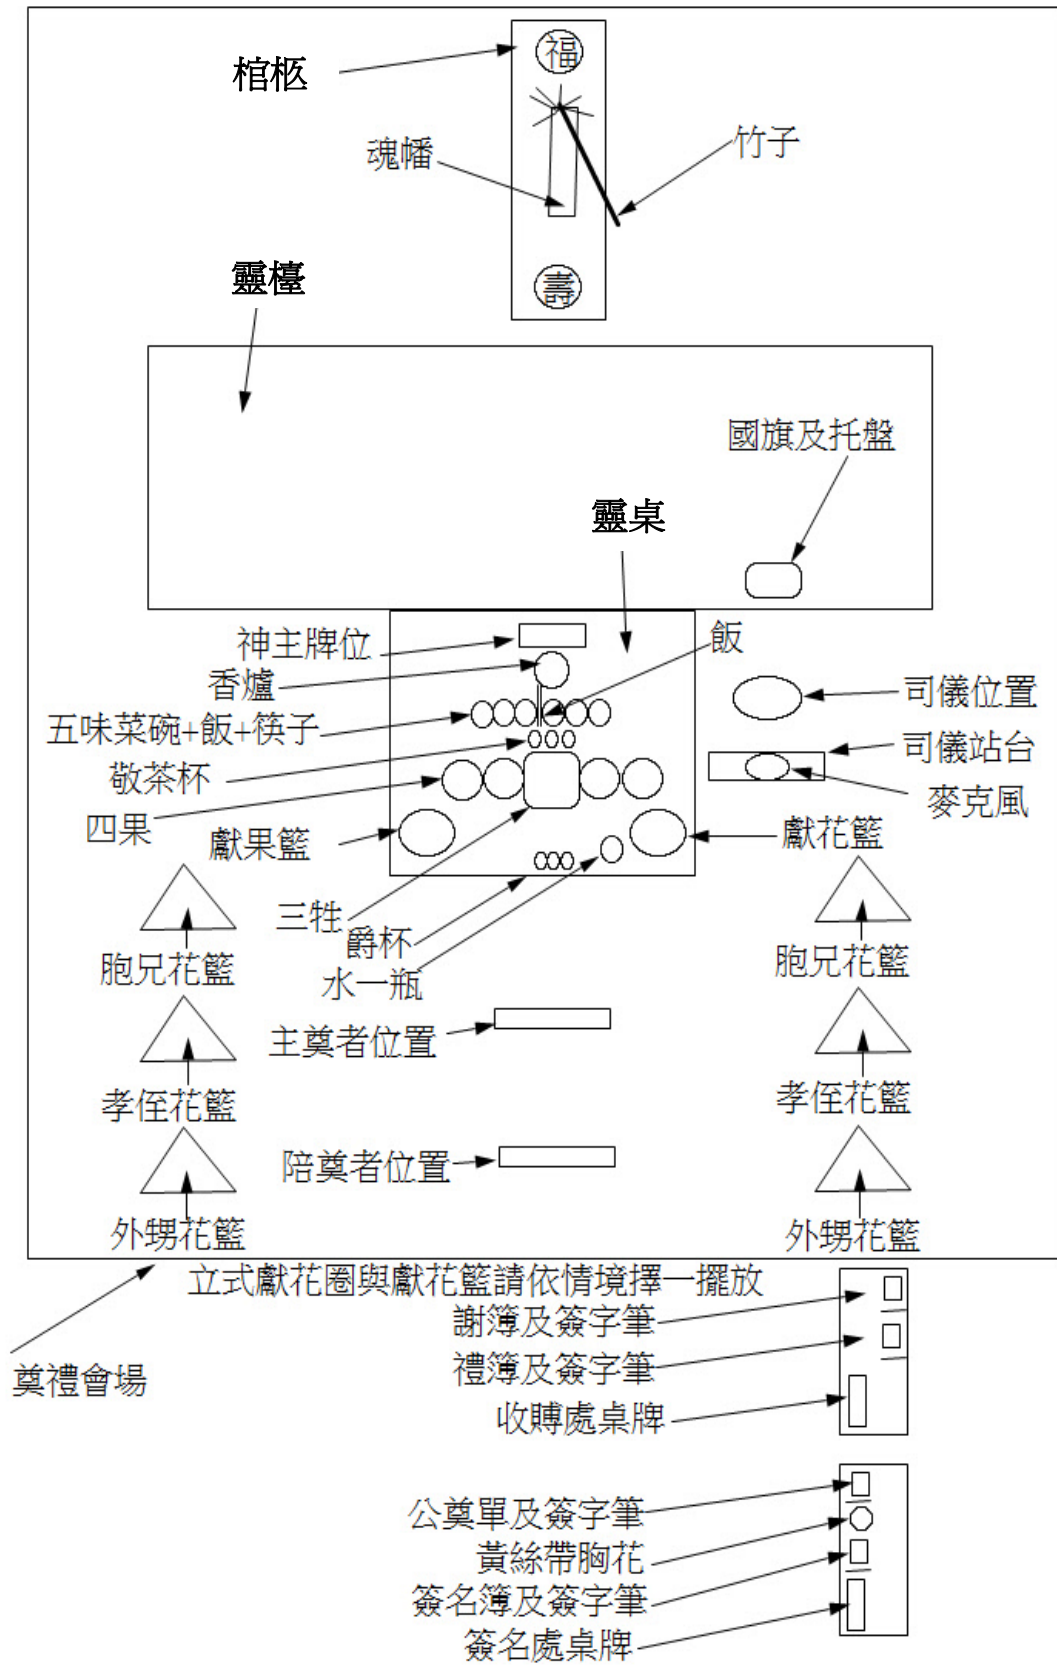 福
棺柩
魂幡
竹子
靈檯
壽
國旗及托盤
靈桌
神主牌位
飯
香爐
司儀位置
五味菜碗+飯+筷子
司儀站台
敬茶杯
麥克風
四果
獻果籃
獻花籃
三牲
爵杯
水一瓶
胞兄花籃
胞兄花籃
主奠者位置
孝侄花籃
孝侄花籃
陪奠者位置
外甥花籃
外甥花籃
立式獻花圈與獻花籃請依情境擇一擺放
謝簿及簽字筆
奠禮會場
禮簿及簽字筆
收賻處桌牌
公奠單及簽字筆
黃絲帶胸花
簽名簿及簽字筆
簽名處桌牌